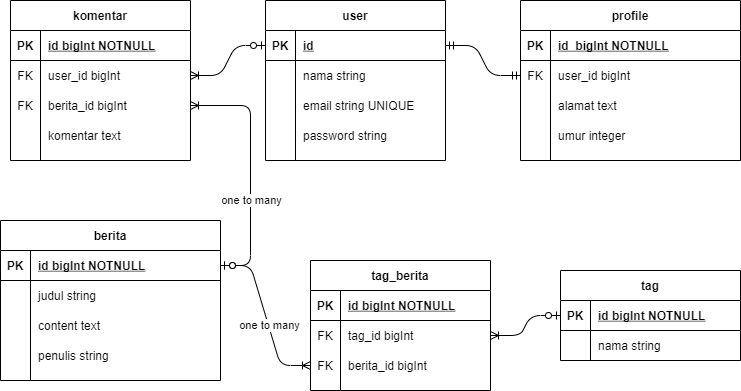 komentar
PK id bigInt NOTNULL
FK user_id bigInt
FK berita_id bigInt
komentar text
user
PK id
nama string
email string UNIQUE
password string
profile
PK id bigInt NOTNULL
FK user_id bigInt
alamat text
umur integer
one to many
berita
PK id bigInt NOTNULL
judul string
content text
penulis string
one to many
tag_berita
PK id bigInt NOTNULL
FK tag_id bigInt
FK berita_id bigInt
tag
PK id bigInt NOTNULL
nama string